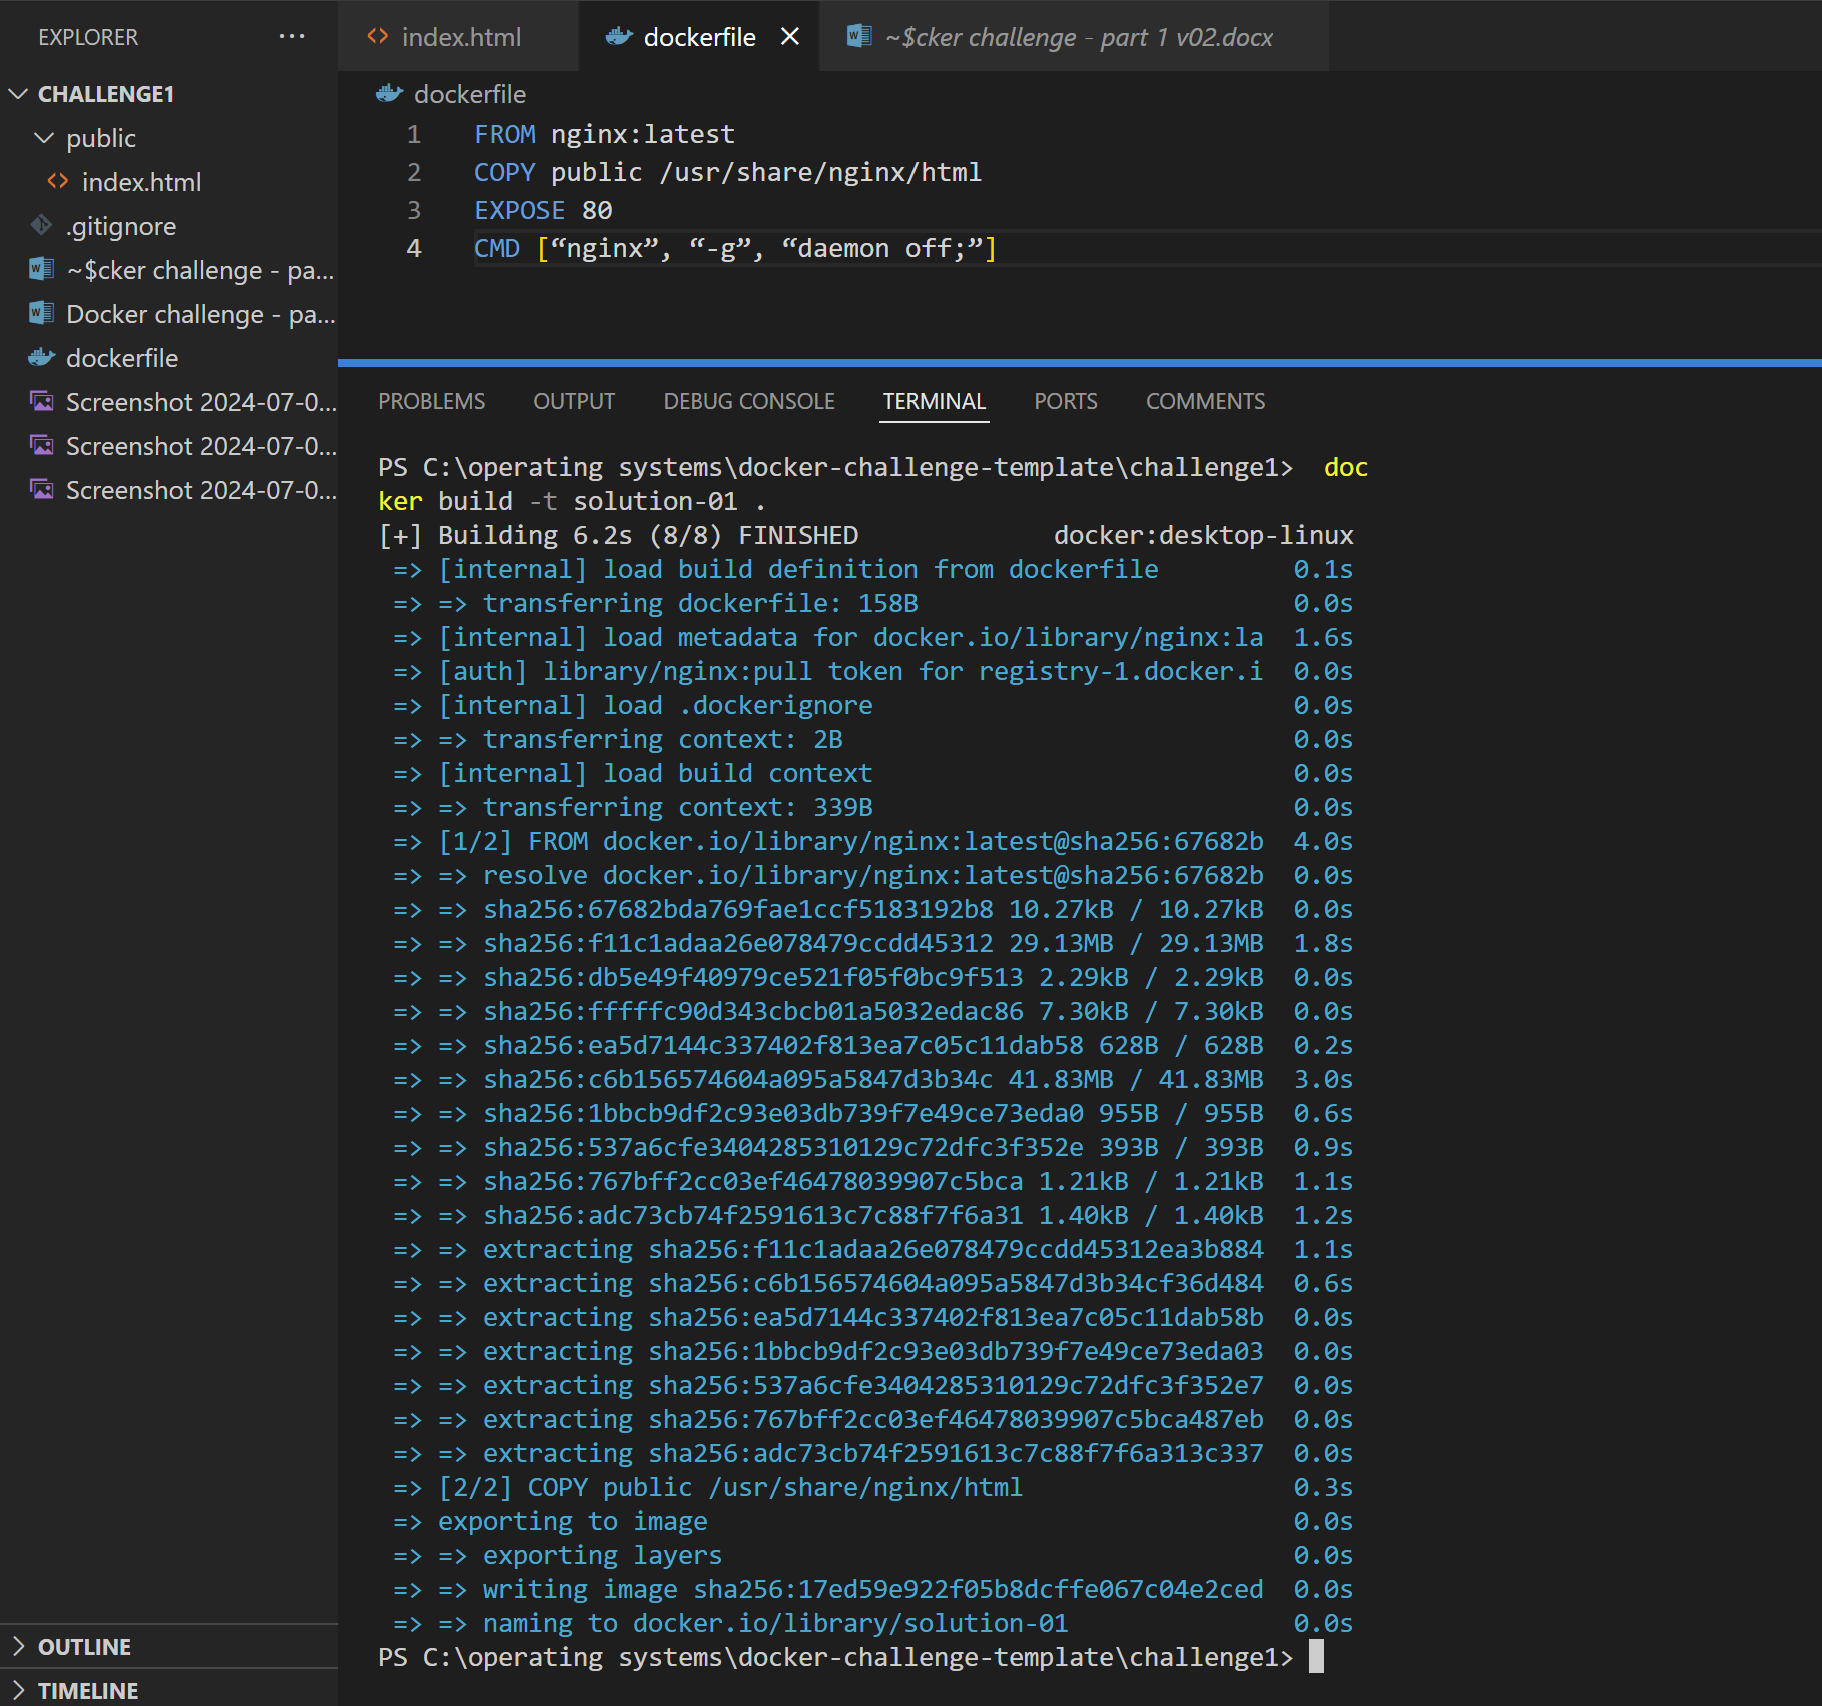 EXPLORER ···
CHALLENGE1
public
index.html
.gitignore
~$cker challenge - pa...
Docker challenge - pa...
dockerfile
Screenshot 2024-07-0...
Screenshot 2024-07-0...
Screenshot 2024-07-0...
OUTLINE
TIMELINE
index.html dockerfile ~$cker challenge - part 1 v02.docx
dockerfile
1 FROM nginx:latest
2 COPY public /usr/share/nginx/html
3 EXPOSE 80
4 CMD [“nginx”, “-g”, “daemon off;”]
PROBLEMS OUTPUT DEBUG CONSOLE TERMINAL PORTS COMMENTS
PS C:\operating systems\docker-challenge-template\challenge1> doc
ker build -t solution-01 .
[+] Building 6.2s (8/8) FINISHED docker:desktop-linux
=> [internal] load build definition from dockerfile 0.1s
=> => transferring dockerfile: 158B 0.0s
=> [internal] load metadata for docker.io/library/nginx:la 1.6s
=> [auth] library/nginx:pull token for registry-1.docker.i 0.0s
=> [internal] load .dockerignore 0.0s
=> => transferring context: 2B 0.0s
=> [internal] load build context 0.0s
=> => transferring context: 339B 0.0s
=> [1/2] FROM docker.io/library/nginx:latest@sha256:67682b 4.0s
=> => resolve docker.io/library/nginx:latest@sha256:67682b 0.0s
=> => sha256:67682bda769fae1ccf5183192b8 10.27kB / 10.27kB 0.0s
=> => sha256:f11c1adaa26e078479ccdd45312 29.13MB / 29.13MB 1.8s
=> => sha256:db5e49f40979ce521f05f0bc9f513 2.29kB / 2.29kB 0.0s
=> => sha256:fffffc90d343cbcb01a5032edac86 7.30kB / 7.30kB 0.0s
=> => sha256:ea5d7144c337402f813ea7c05c11dab58 628B / 628B 0.2s
=> => sha256:c6b156574604a095a5847d3b34c 41.83MB / 41.83MB 3.0s
=> => sha256:1bbcb9df2c93e03db739f7e49ce73eda0 955B / 955B 0.6s
=> => sha256:537a6cfe3404285310129c72dfc3f352e 393B / 393B 0.9s
=> => sha256:767bff2cc03ef46478039907c5bca 1.21kB / 1.21kB 1.1s
=> => sha256:adc73cb74f2591613c7c88f7f6a31 1.40kB / 1.40kB 1.2s
=> => extracting sha256:f11c1adaa26e078479ccdd45312ea3b884 1.1s
=> => extracting sha256:c6b156574604a095a5847d3b34cf36d484 0.6s
=> => extracting sha256:ea5d7144c337402f813ea7c05c11dab58b 0.0s
=> => extracting sha256:1bbcb9df2c93e03db739f7e49ce73eda03 0.0s
=> => extracting sha256:537a6cfe3404285310129c72dfc3f352e7 0.0s
=> => extracting sha256:767bff2cc03ef46478039907c5bca487eb 0.0s
=> => extracting sha256:adc73cb74f2591613c7c88f7f6a313c337 0.0s
=> [2/2] COPY public /usr/share/nginx/html 0.3s
=> exporting to image 0.0s
=> => exporting layers 0.0s
=> => writing image sha256:17ed59e922f05b8dcffe067c04e2ced 0.0s
=> => naming to docker.io/library/solution-01 0.0s
PS C:\operating systems\docker-challenge-template\challenge1>